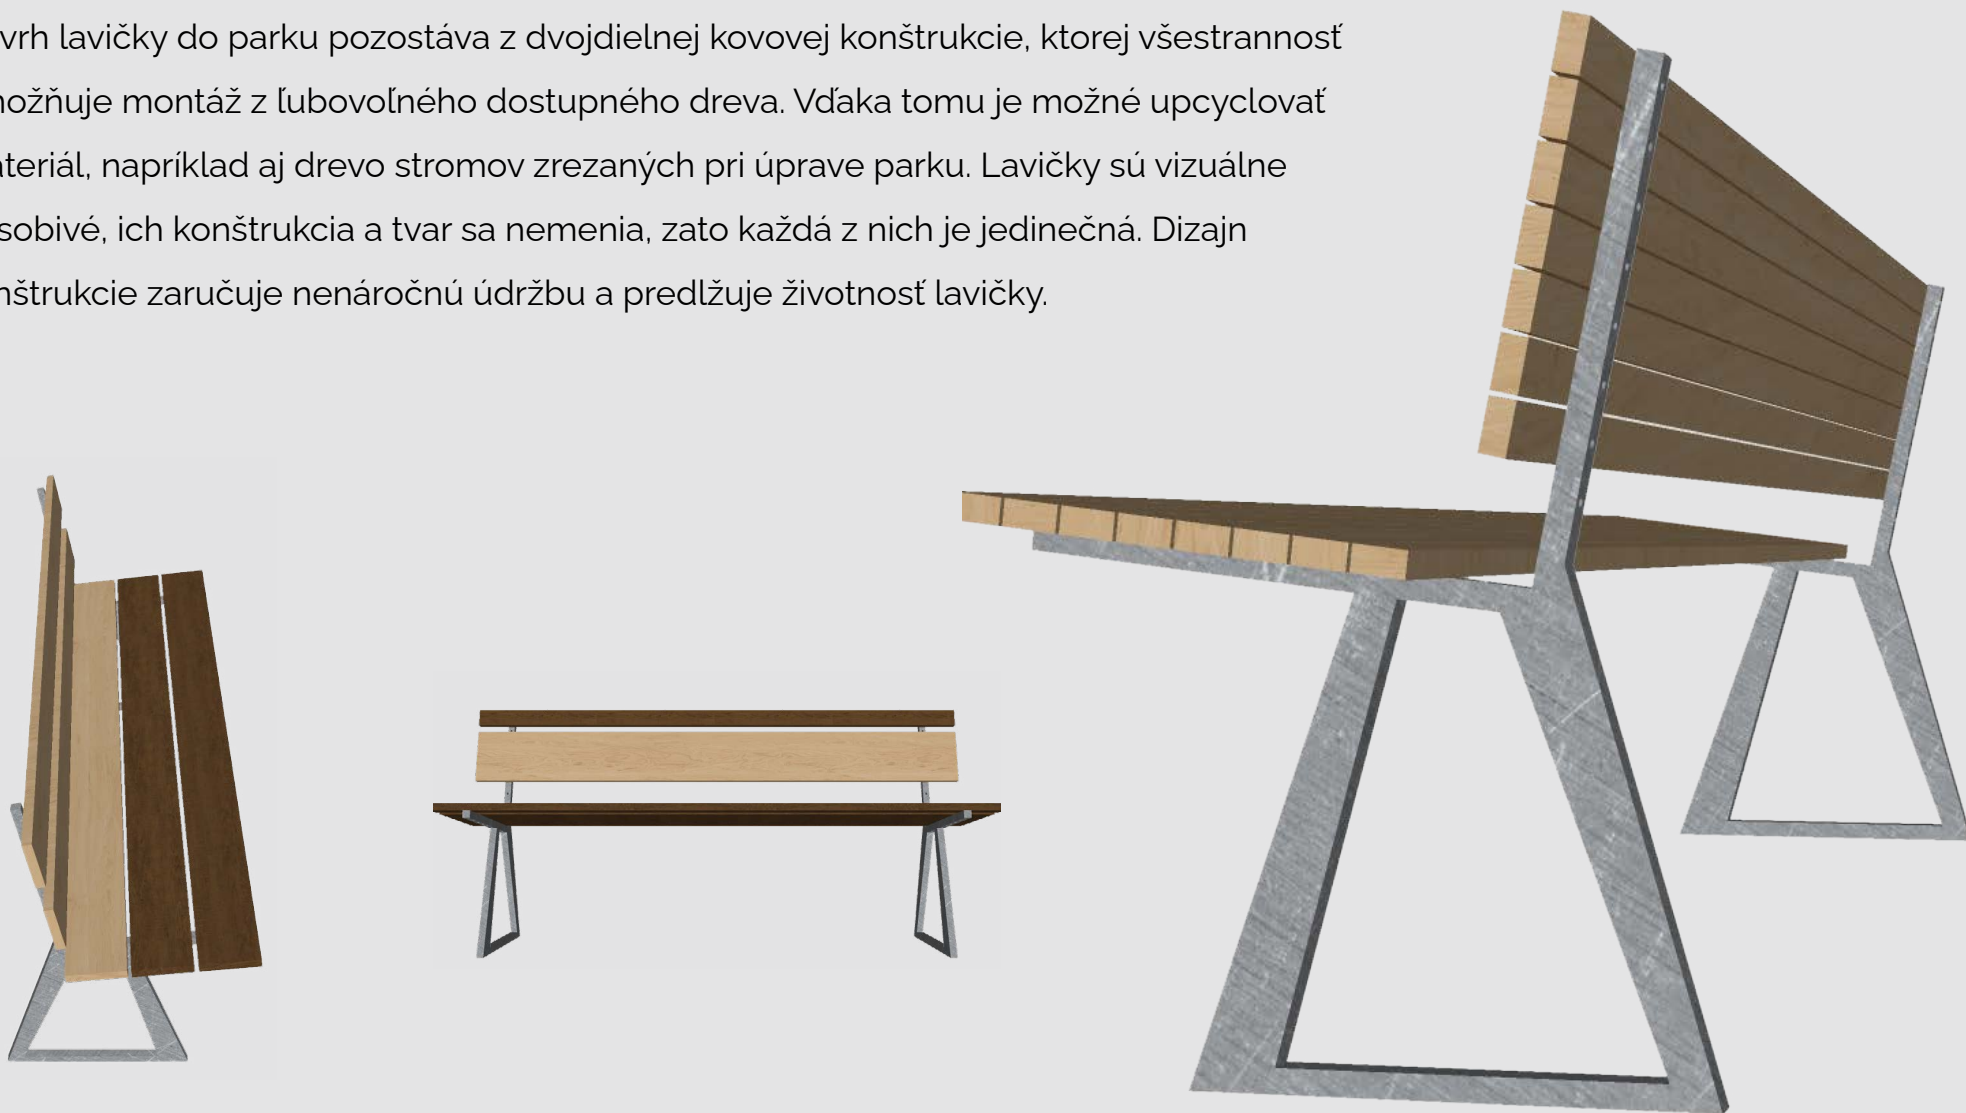 vrh lavičky do parku pozostáva z dvojdielnej kovovej konštrukcie, ktorej všestrannosť
ožňuje montáž z ľubovoľného dostupného dreva. Vďaka tomu je možné upcyclovať
teriál, napríklad aj drevo stromov zrezaných pri úprave parku. Lavičky sú vizuálne
sobivé, ich konštrukcia a tvar sa nemenia, zato každá z nich je jedinečná. Dizajn
nštrukcie zaručuje nenáročnú údržbu a predlžuje životnosť lavičky.